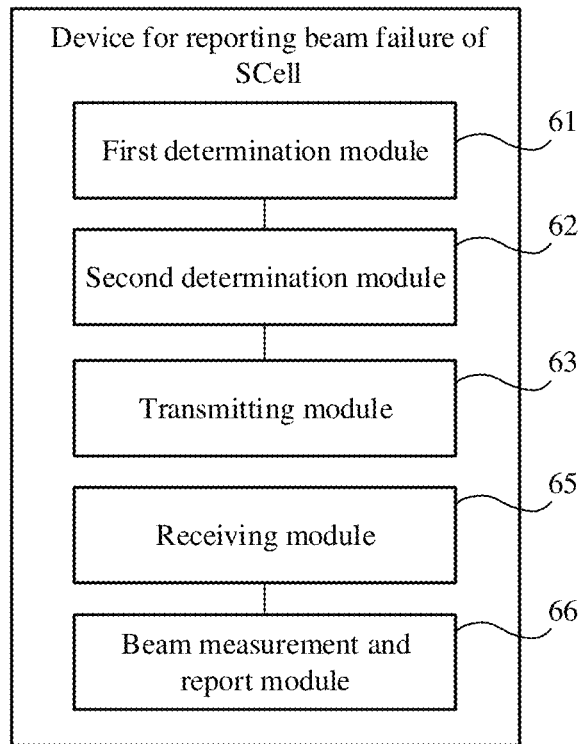 Device for reporting beam failure of
SCell
First determination module
61
Second determination module
62
Transmitting module
63
Receiving module
65
Beam measurement and
report module
66